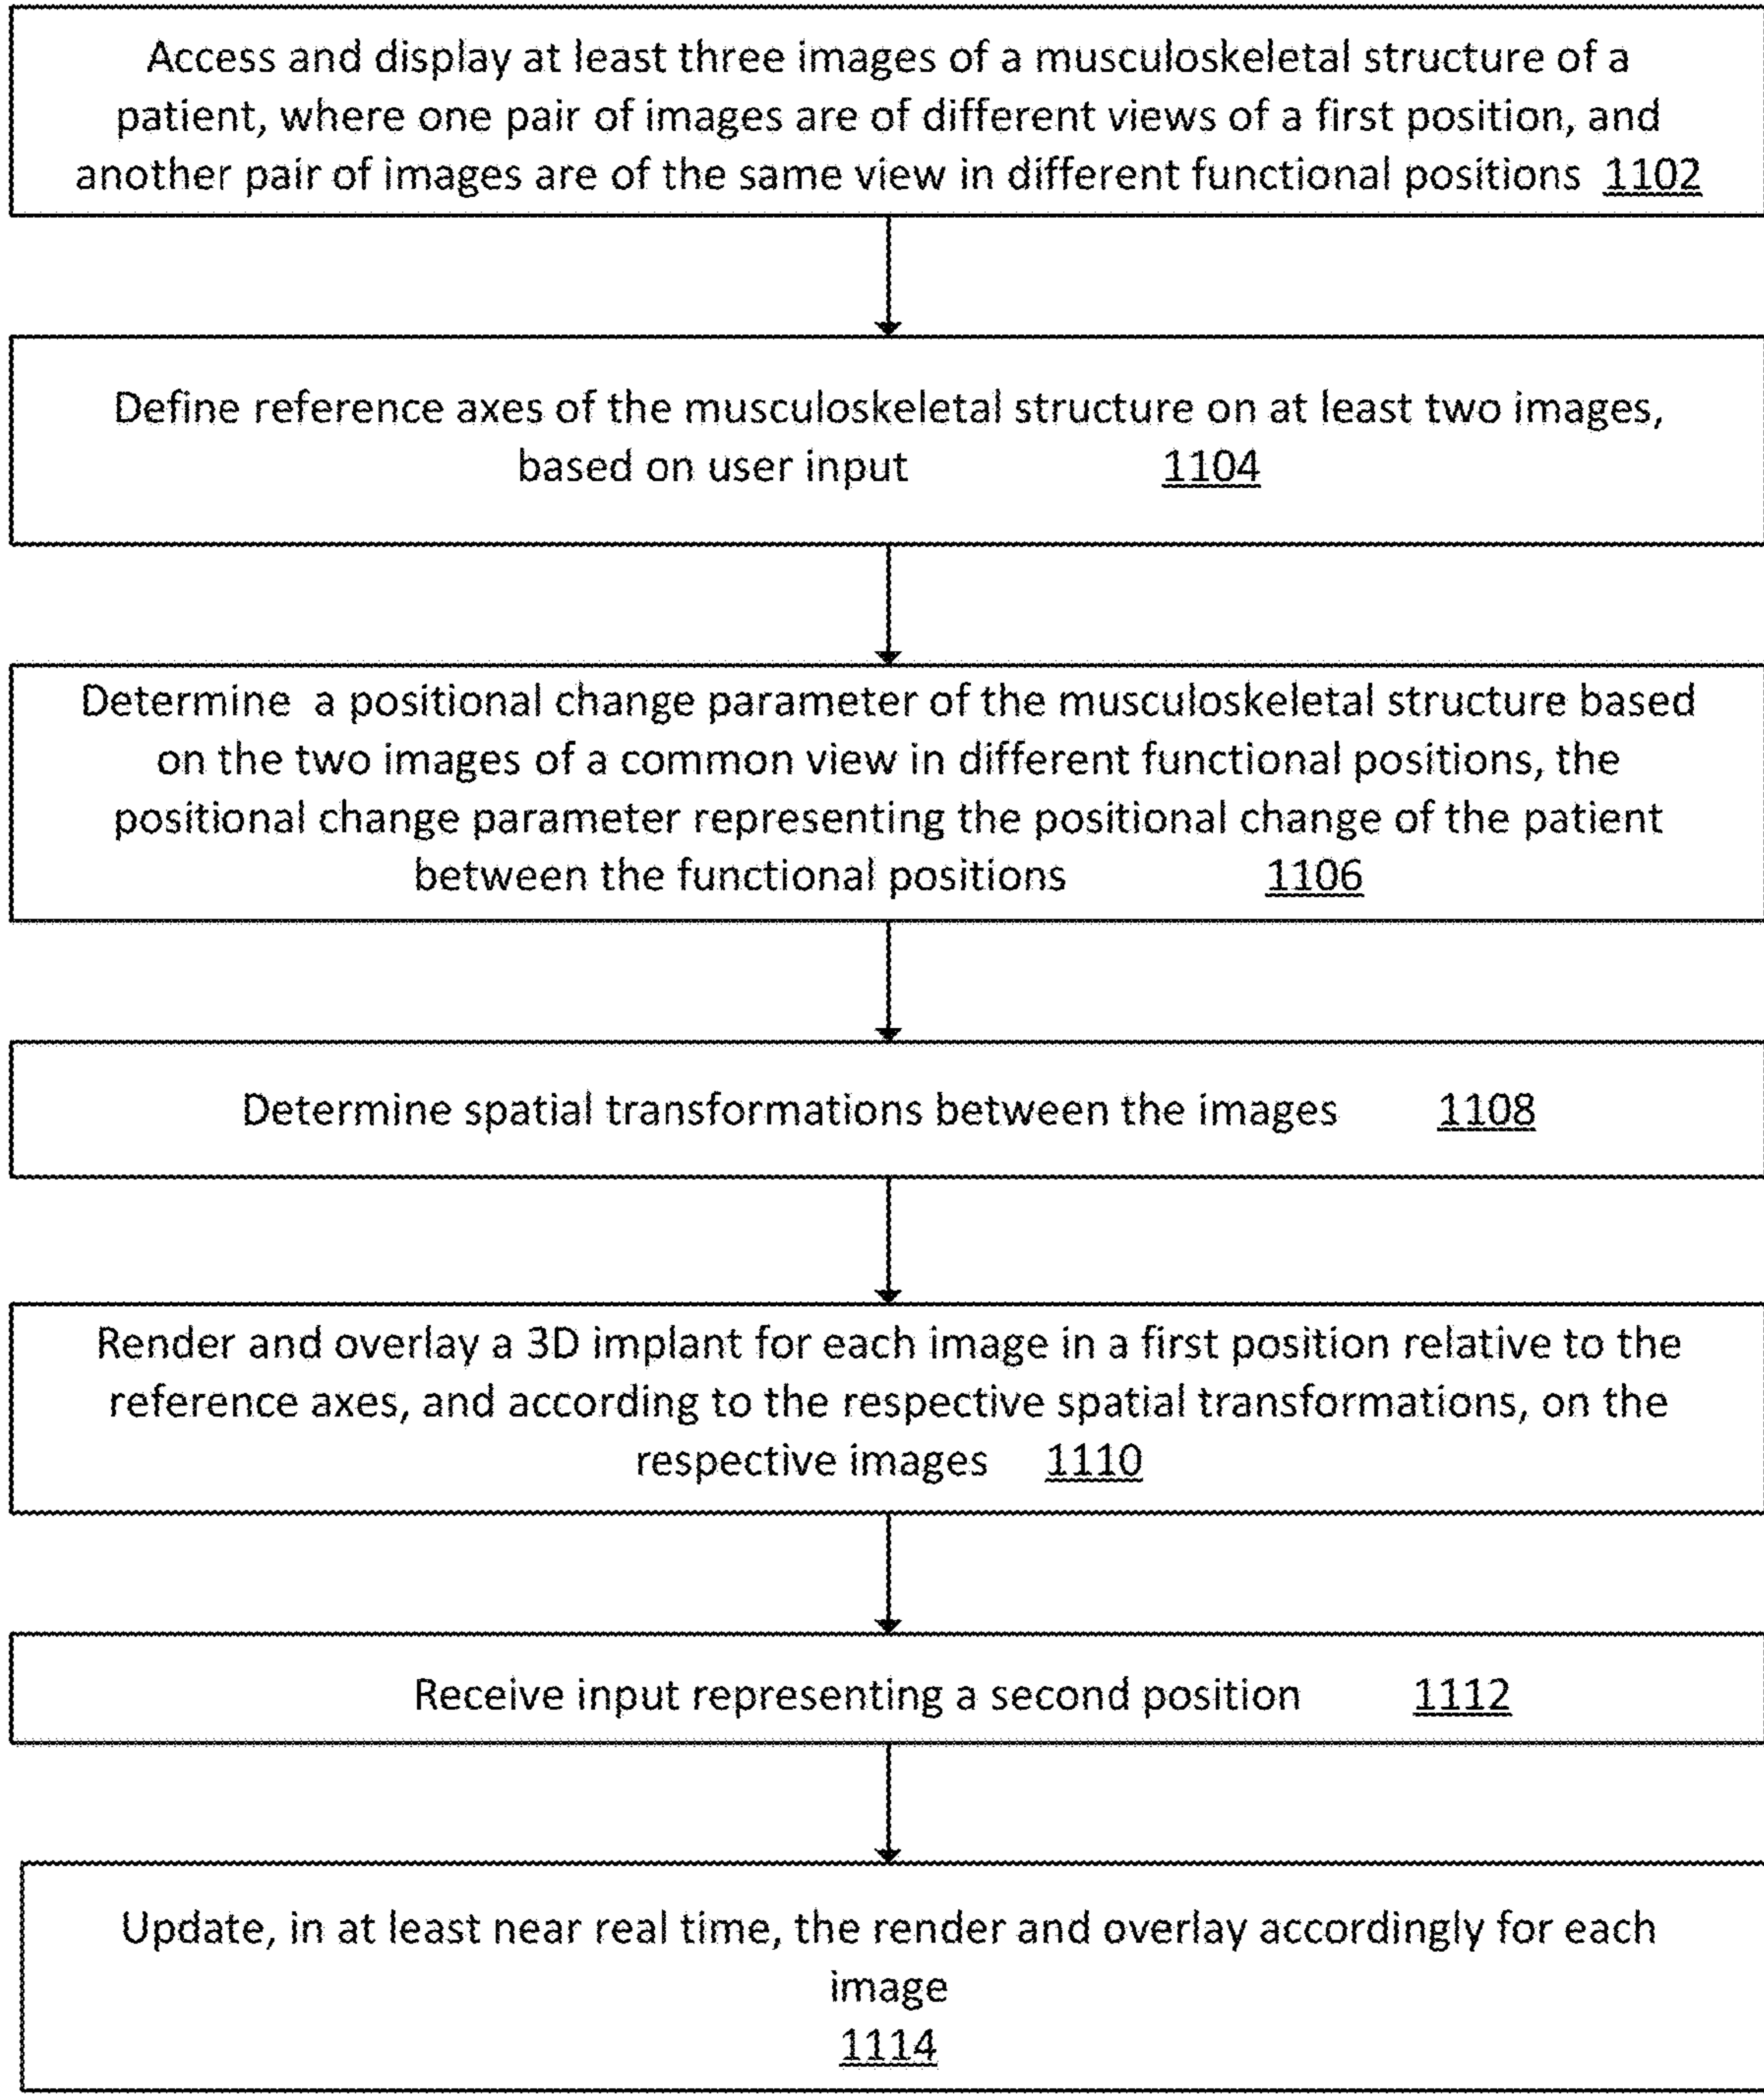 Access and display at least three images of a musculoskeletal structure of a
patient, where one pair of images are of different views of a first position, and
another pair of images are of the same view in different functional positions 1102
Define reference axes of the musculoskeletal structure on at least two images,
based on user input 1104
Determine a positional change parameter of the musculoskeletal structure based
on the two images of a common view in different functional positions, the
positional change parameter representing the positional change of the patient
between the functional positions 1106
Determine spatial transformations between the images 1108
Render and overlay a 3D implant for each image in a first position relative to the
reference axes, and according to the respective spatial transformations, on the
respective images 1110
Receive input representing a second position 1112
Update, in at least near real time, the render and overlay accordingly for each
image
1114